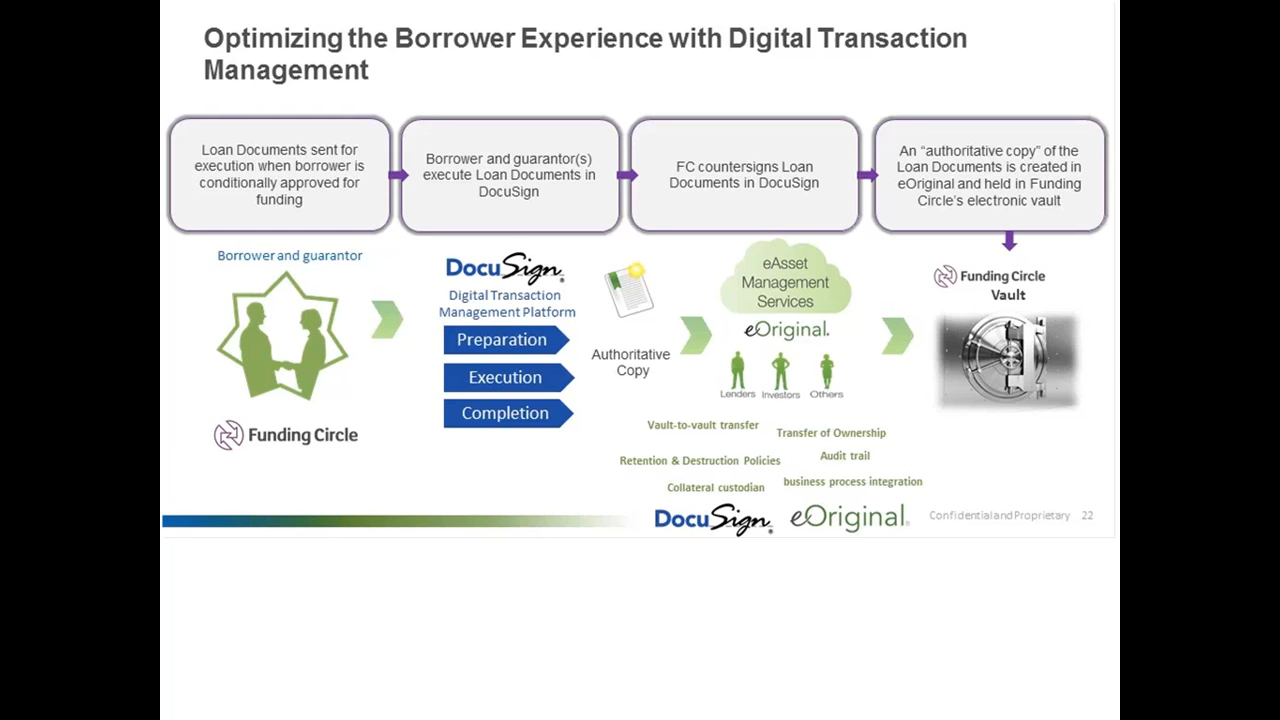 Optimizing the Borrower Experience with Digital Transaction
Management
Loan Documents sent for
execution when borrower is
conditionally approved for
funding
Borrower and guarantor(s)
execute Loan Documents in
DocuSign
FC countersigns Loan
Documents in DocuSign
An “authoritative copy” of the
Loan Documents is created in
eOriginal and held in Funding
Circle’s electronic vault
Borrower and guarantor
Funding Circle
DocuSign®
Digital Transaction
Management Platform
Preparation
Execution
Completion
Authoritative
Copy
eAsset
Management
Services
eOriginal.
Lenders Investors Others
Funding Circle
Vault
Vault-to-vault transfer
Transfer of Ownership
Audit trail
Retention & Destruction Policies
Collateral custodian
business process integration
DocuSign®
eOriginal®
Confidential and Proprietary 22